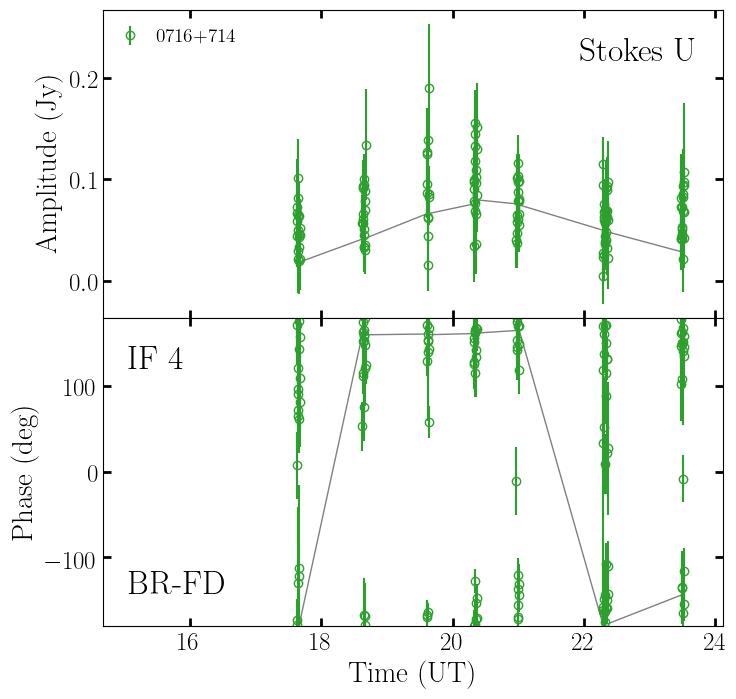 0716+714
Stokes U
Amplitude (Jy)
0.2
0.1
0.0
IF 4
Phase (deg)
100
0
−100
BR-FD
16 18 20 22 24
Time (UT)